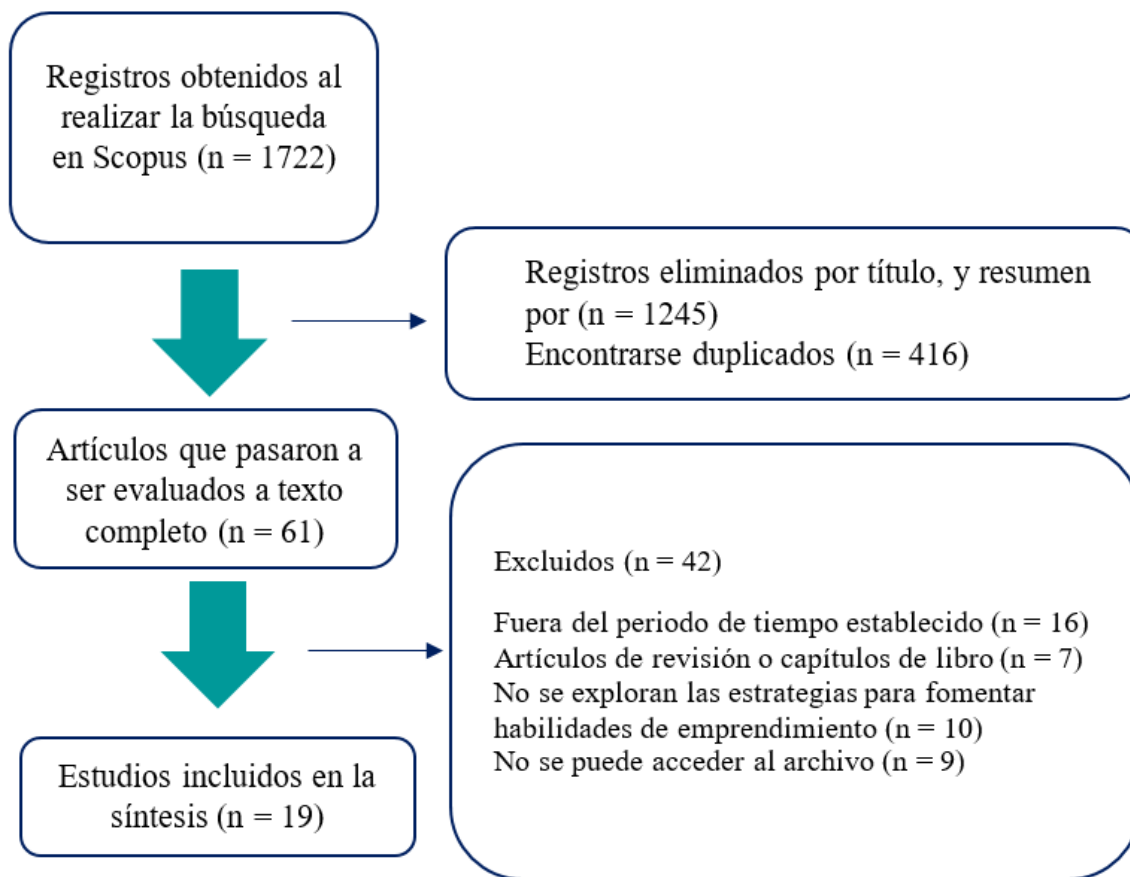 Registros obtenidos al
realizar la búsqueda
en Scopus (n = 1722)
Registros eliminados por título, y resumen
por (n = 1245)
Encontrarse duplicados (n = 416)
Artículos que pasaron a
ser evaluados a texto
completo (n = 61)
Excluidos (n = 42)
Fuera del periodo de tiempo establecido (n = 16)
Artículos de revisión o capítulos de libro (n = 7)
No se exploran las estrategias para fomentar
habilidades de emprendimiento (n = 10)
No se puede acceder al archivo (n = 9)
Estudios incluidos en la
síntesis (n = 19)